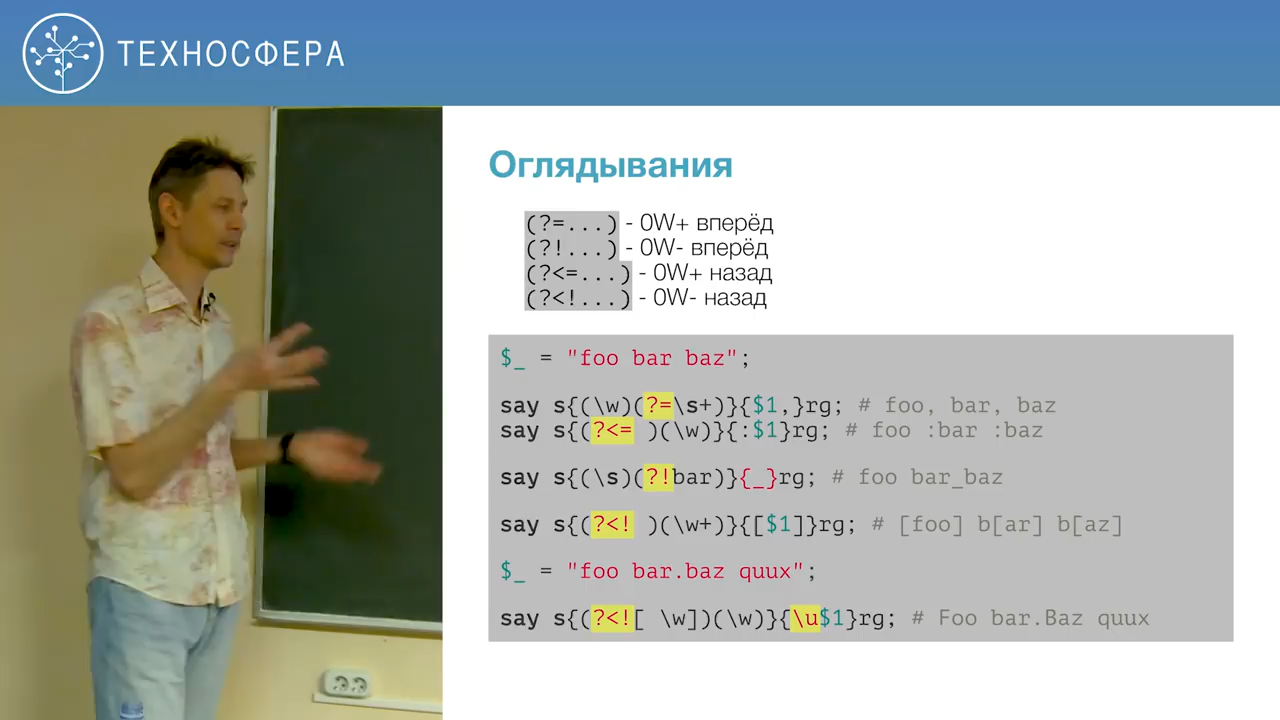 ТЕХНОСФЕРА
Оглядывания
(?=...) - 0W+ вперёд
(?!...) - 0W- вперёд
(?<=...) - 0W+ назад
(?<!...) - 0W- назад
$_ = "foo bar baz";
say s{(\w)(?=\s+)}{$1,}rg; # foo, bar, baz
say s{(?<= )(\w)}{:$1}rg; # foo :bar :baz
say s{(\s)(?!bar)}{_}rg; # foo bar_baz
say s{(?<! )(\w+)}{[$1]}rg; # [foo] b[ar] b[az]
$_ = "foo bar.baz quux";
say s{(?<![ \w])(\w)}{\u$1}rg; # Foo bar.Baz quux